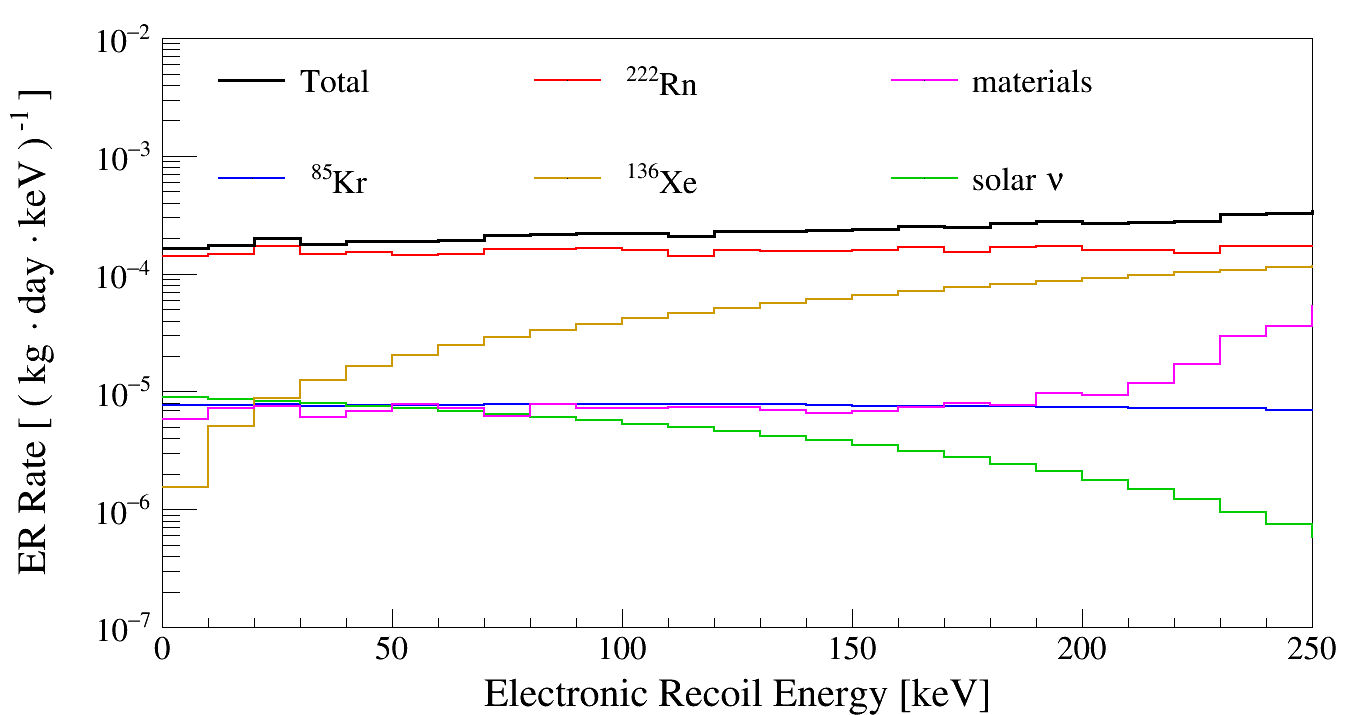 10⁻²
Total ²²²Rn materials
10⁻³
⁸⁵Kr ¹³⁶Xe solar ν
10⁻⁴
10⁻⁵
10⁻⁶
10⁻⁷
ER Rate [ ( kg · day · keV )⁻¹ ]
0 50 100 150 200 250
Electronic Recoil Energy [keV]